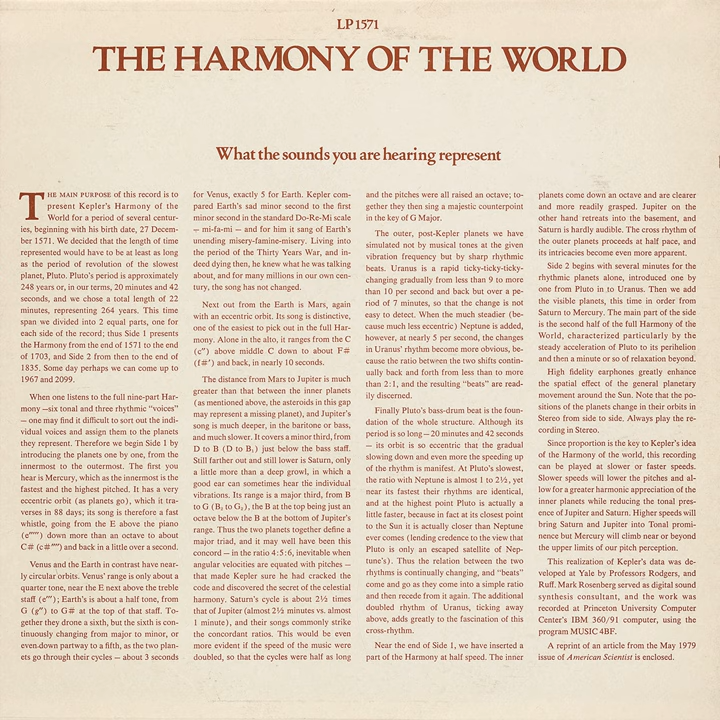 LP 1571
THE HARMONY OF THE WORLD
What the sounds you are hearing represent
THE MAIN PURPOSE of this record is to
present Kepler's Harmony of the
World for a period of several centur-
ies, beginning with his birth date, 27 Decem-
ber 1571. We decided that the length of time
represented would have to be at least as long
as the period of revolution of the slowest
planet, Pluto. Pluto's period is approximately
248 years or, in our terms, 20 minutes and 42
seconds, and we chose a total length of 22
minutes, representing 264 years. This time
span we divided into 2 equal parts, one for
each side of the record; thus Side 1 presents
the Harmony from the end of 1571 to the end
of 1703, and Side 2 from then to the end of
1835. Some day perhaps we can come up to
1967 and 2099.
When one listens to the full nine-part Har-
mony —six tonal and three rhythmic "voices"
— one may find it difficult to sort out the indi-
vidual voices and assign them to the planets
they represent. Therefore we begin Side 1 by
introducing the planets one by one, from the
innermost to the outermost. The first you
hear is Mercury, which as the innermost is the
fastest and the highest pitched. It has a very
eccentric orbit (as planets go), which it tra-
verses in 88 days; its song is therefore a fast
whistle, going from the E above the piano
(e''''') down more than an octave to about
C# (c#'''') and back in a little over a second.
Venus and the Earth in contrast have near-
ly circular orbits. Venus' range is only about a
quarter tone, near the E next above the treble
staff (e'''); Earth's is about a half tone, from
G (g'') to G# at the top of that staff. To-
gether they drone a sixth, but the sixth is con-
tinuously changing from major to minor, or
even down partway to a fifth, as the two plan-
ets go through their cycles — about 3 seconds
for Venus, exactly 5 for Earth. Kepler com-
pared Earth's sad minor second to the first
minor second in the standard Do-Re-Mi scale
— mi-fa-mi — and for him it sang of Earth's
unending misery-famine-misery. Living into
the period of the Thirty Years War, and in-
deed dying then, he knew what he was talking
about, and for many millions in our own cen-
tury, the song has not changed.
Next out from the Earth is Mars, again
with an eccentric orbit. Its song is distinctive,
one of the easiest to pick out in the full Har-
mony. Alone in the alto, it ranges from the C
(c'') above middle C down to about F#
(f#') and back, in nearly 10 seconds.
The distance from Mars to Jupiter is much
greater than that between the inner planets
(as mentioned above, the asteroids in this gap
may represent a missing planet), and Jupiter's
song is much deeper, in the baritone or bass,
and much slower. It covers a minor third, from
D to B (D to B₁) just below the bass staff.
Still farther out and still lower is Saturn, only
a little more than a deep growl, in which a
good ear can sometimes hear the individual
vibrations. Its range is a major third, from B
to G (B₁ to G₁), the B at the top being just an
octave below the B at the bottom of Jupiter's
range. Thus the two planets together define a
major triad, and it may well have been this
concord — in the ratio 4:5:6, inevitable when
angular velocities are equated with pitches —
that made Kepler sure he had cracked the
code and discovered the secret of the celestial
harmony. Saturn's cycle is about 2½ times
that of Jupiter (almost 2½ minutes vs. almost
1 minute), and their songs commonly strike
the concordant ratios. This would be even
more evident if the speed of the music were
doubled, so that the cycles were half as long
and the pitches were all raised an octave; to-
gether they then sing a majestic counterpoint
in the key of G Major.
The outer, post-Kepler planets we have
simulated not by musical tones at the given
vibration frequency but by sharp rhythmic
beats. Uranus is a rapid ticky-ticky-ticky-
changing gradually from less than 9 to more
than 10 per second and back but over a pe-
riod of 7 minutes, so that the change is not
easy to detect. When the much steadier (be-
cause much less eccentric) Neptune is added,
however, at nearly 5 per second, the changes
in Uranus' rhythm become more obvious, be-
cause the ratio between the two shifts contin-
ually back and forth from less than to more
than 2:1, and the resulting "beats" are read-
ily discerned.
Finally Pluto's bass-drum beat is the founda-
tion of the whole structure. Although its
period is so long—20 minutes and 42 seconds
— its orbit is so eccentric that the gradual
slowing down and even more the speeding up
of the rhythm is manifest. At Pluto's slowest,
the ratio with Neptune is almost 1 to 2½, yet
near its fastest their rhythms are identical,
and at the highest point Pluto is actually a
little faster, because in fact at its closest point
to the Sun it is actually closer than Neptune
ever comes (lending credence to the view that
Pluto is only an escaped satellite of Nep-
tune's). Thus the relation between the two
rhythms is continually changing, and "beats"
come and go as they come into a simple ratio
and then recede from it again. The additional
doubled rhythm of Uranus, ticking away
above, adds greatly to the fascination of this
cross-rhythm.
Near the end of Side 1, we have inserted a
part of the Harmony at half speed. The inner
planets come down an octave and are clearer
and more readily grasped. Jupiter on the
other hand retreats into the basement, and
Saturn is hardly audible. The cross rhythm of
the outer planets proceeds at half pace, and
its intricacies become even more apparent.
Side 2 begins with several minutes for the
rhythmic planets alone, introduced one by
one from Pluto in to Uranus. Then we add
the visible planets, this time in order from
Saturn to Mercury. The main part of the side
is the second half of the full Harmony of the
World, characterized particularly by the
steady acceleration of Pluto to its perihelion
and then a minute or so of relaxation beyond.
High fidelity earphones greatly enhance
the spatial effect of the general planetary
movement around the Sun. Note that the po-
sitions of the planets change in their orbits in
Stereo from side to side. Always play the re-
cording in Stereo.
Since proportion is the key to Kepler's idea
of the Harmony of the world, this recording
can be played at slower or faster speeds.
Slower speeds will lower the pitches and al-
low for a greater harmonic appreciation of the
inner planets while reducing the tonal pres-
ence of Jupiter and Saturn. Higher speeds will
bring Saturn and Jupiter into Tonal promi-
nence but Mercury will climb near or beyond
the upper limits of our pitch perception.
This realization of Kepler's data was de-
veloped at Yale by Professors Rodgers, and
Ruff. Mark Rosenberg served as digital sound
synthesis consultant, and the work was
recorded at Princeton University Computer
Center's IBM 360/91 computer, using the
program MUSIC 4BF.
A reprint of an article from the May 1979
issue of American Scientist is enclosed.